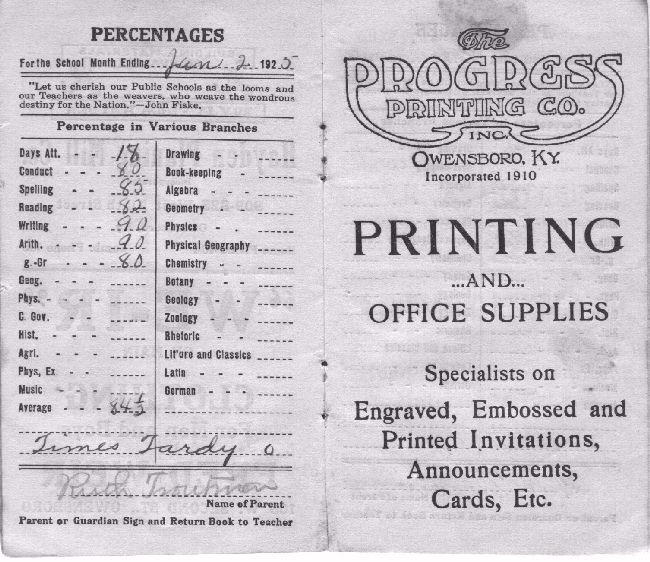 PERCENTAGES
For the School Month Ending Jan 2 1925
"Let us cherish our Public Schools as the looms and
our Teachers as the weavers, who weave the wondrous
destiny for the Nation."—John Fiske.
Percentage in Various Branches
Days Att. 18
Conduct - - - 80
Spelling - - 85
Reading - - 82
Writing - - 90
Arith. - - - 90
g.-Gr - - - 80
Geog. - - -
Phys. - - -
C. Gov. - -
Hist. - - -
Agri. - - -
Phys, Ex - -
Music
Average - - - 84 1/3
Drawing - -
Book-keeping -
Algebra - - -
Geometry - -
Physics - -
Physical Geography
Chemistry - -
Botany - - -
Geology - -
Zoology
Rhetoric - -
Lit'ure and Classics
Latin - - -
German - - -
Times Tardy 0
Ruth Troutman
Name of Parent
Parent or Guardian Sign and Return Book to Teacher
The
PROGRESS
PRINTING CO.
INC.
OWENSBORO, KY.
Incorporated 1910
PRINTING
...AND...
OFFICE SUPPLIES
Specialists on
Engraved, Embossed and
Printed Invitations,
Announcements,
Cards, Etc.